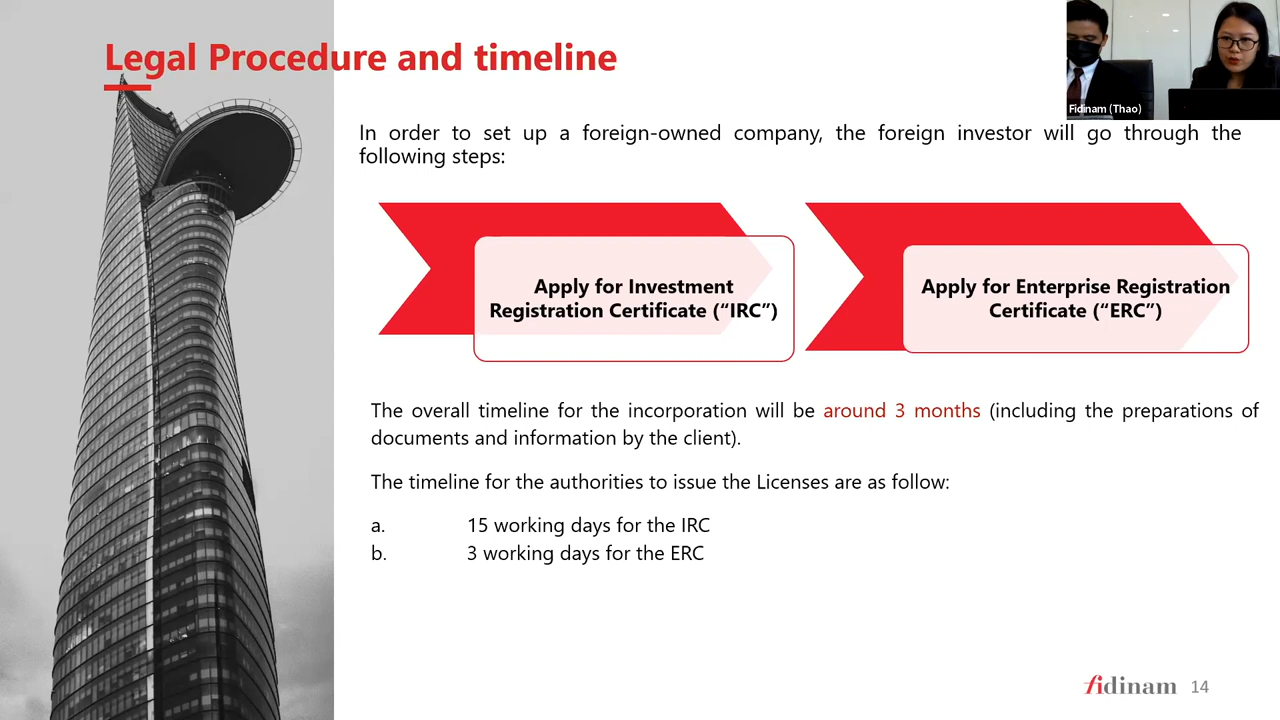 Legal Procedure and timeline
Fidinam (Thao)
In order to set up a foreign-owned company, the foreign investor will go through the
following steps:
Apply for Investment
Registration Certificate (“IRC”)
Apply for Enterprise Registration
Certificate (“ERC”)
The overall timeline for the incorporation will be around 3 months (including the preparations of
documents and information by the client).
The timeline for the authorities to issue the Licenses are as follow:
a. 15 working days for the IRC
b. 3 working days for the ERC
fidinam 14